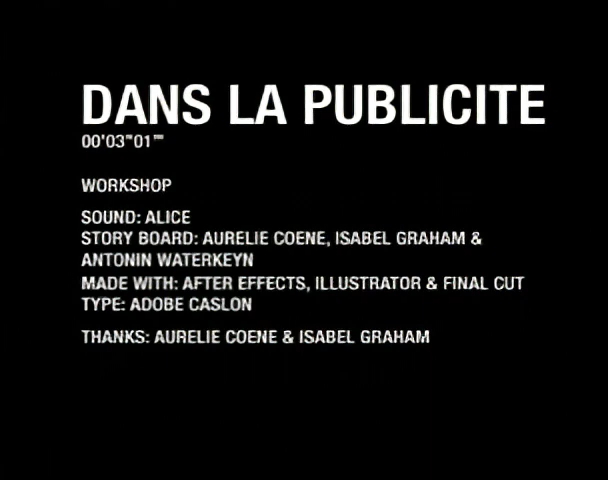 DANS LA PUBLICITE
00'03"01'"
WORKSHOP
SOUND: ALICE
STORY BOARD: AURELIE COENE, ISABEL GRAHAM &
ANTONIN WATERKEYN
MADE WITH: AFTER EFFECTS, ILLUSTRATOR & FINAL CUT
TYPE: ADOBE CASLON
THANKS: AURELIE COENE & ISABEL GRAHAM